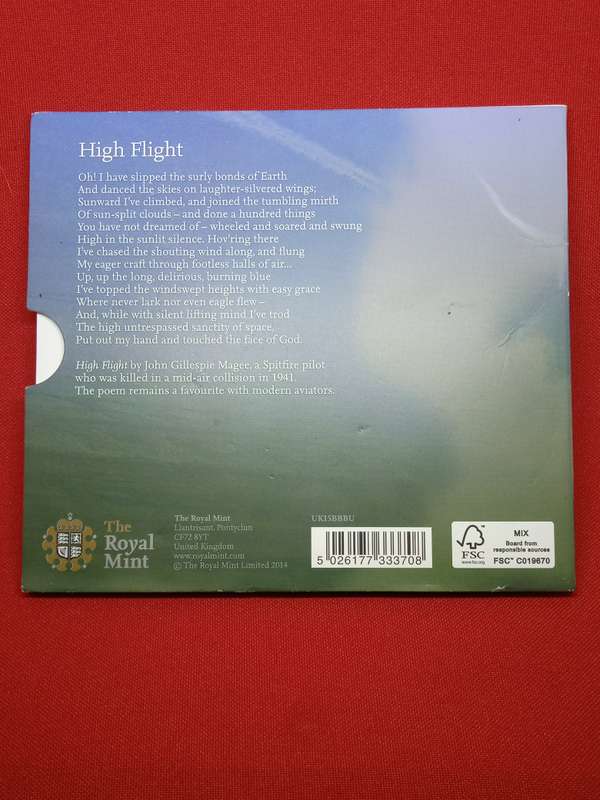 High Flight
Oh! I have slipped the surly bonds of Earth
And danced the skies on laughter-silvered wings;
Sunward I've climbed, and joined the tumbling mirth
Of sun-split clouds – and done a hundred things
You have not dreamed of – wheeled and soared and swung
High in the sunlit silence. Hov'ring there
I've chased the shouting wind along, and flung
My eager craft through footless halls of air...
Up, up the long, delirious, burning blue
I've topped the windswept heights with easy grace
Where never lark nor even eagle flew –
And, while with silent lifting mind I've trod
The high untrespassed sanctity of space,
Put out my hand and touched the face of God.
High Flight by John Gillespie Magee, a Spitfire pilot
who was killed in a mid-air collision in 1941.
The poem remains a favourite with modern aviators.
The
Royal
Mint
The Royal Mint
Llantrisant, Pontyclun
CF72 8YT
United Kingdom
www.royalmint.com
© The Royal Mint Limited 2014
UK15BBBU
5 026177 333708
FSC
www.fsc.org
MIX
Board from
responsible sources
FSC™ C019670